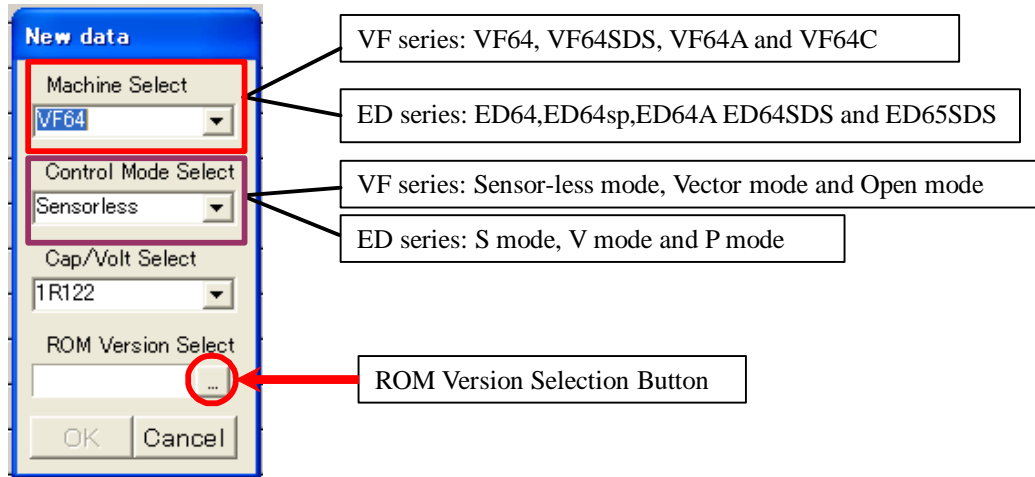 New data
Machine Select
VF64
Control Mode Select
Sensorless
Cap/Volt Select
1R122
ROM Version Select
...
OK Cancel
VF series: VF64, VF64SDS, VF64A and VF64C
ED series: ED64,ED64sp,ED64A ED64SDS and ED65SDS
VF series: Sensor-less mode, Vector mode and Open mode
ED series: S mode, V mode and P mode
ROM Version Selection Button